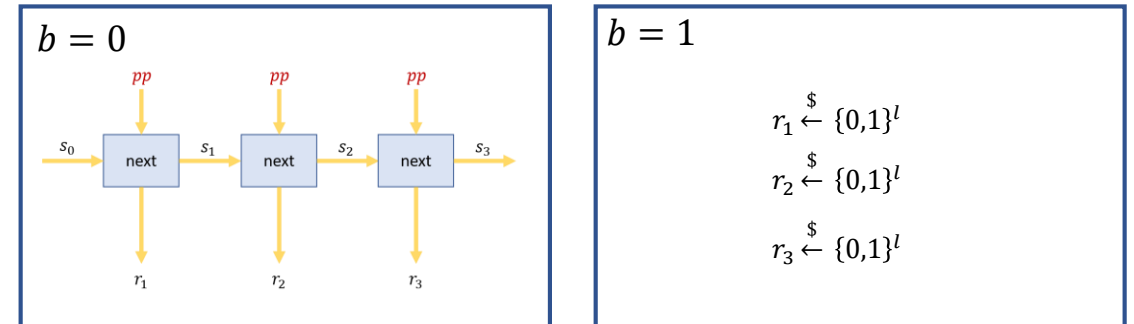 b = 0
pp pp pp
s₀ next s₁ next s₂ next s₃
r₁ r₂ r₃
b = 1
r₁ ←$ {0,1}ˡ
r₂ ←$ {0,1}ˡ
r₃ ←$ {0,1}ˡ